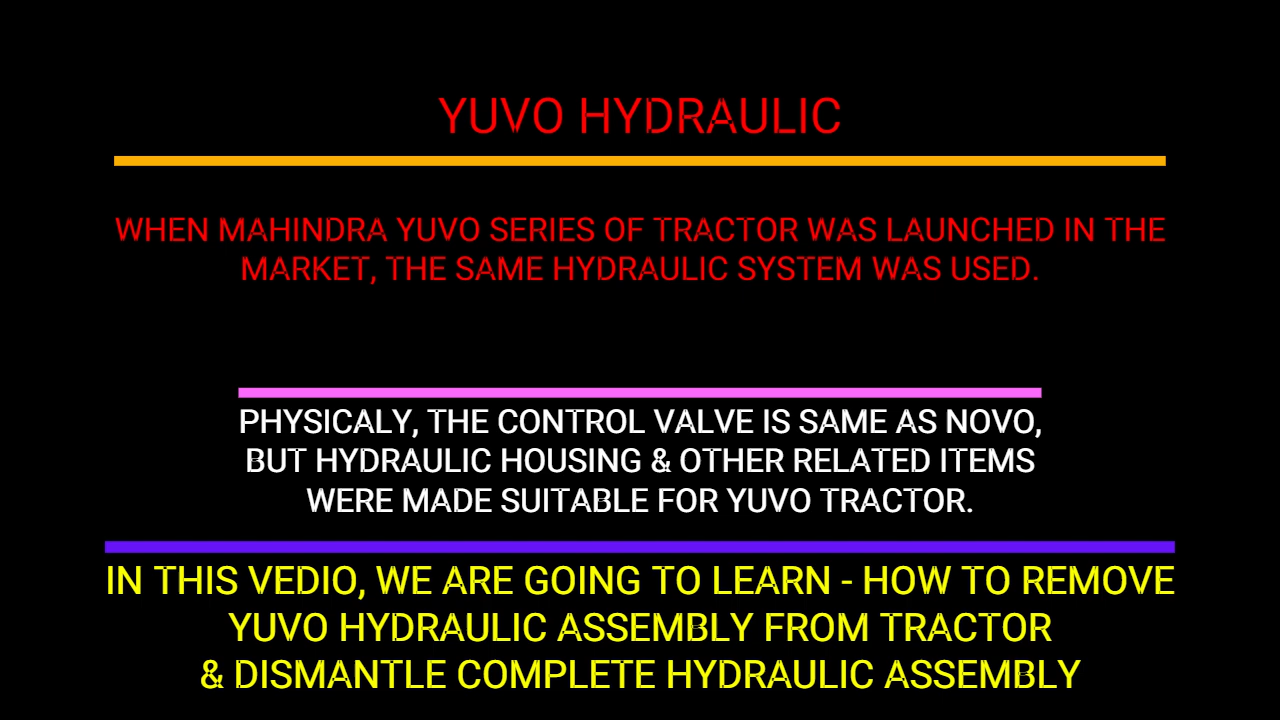 YUVO HYDRAULIC
WHEN MAHINDRA YUVO SERIES OF TRACTOR WAS LAUNCHED IN THE
MARKET, THE SAME HYDRAULIC SYSTEM WAS USED.
PHYSICALY, THE CONTROL VALVE IS SAME AS NOVO,
BUT HYDRAULIC HOUSING & OTHER RELATED ITEMS
WERE MADE SUITABLE FOR YUVO TRACTOR.
IN THIS VEDIO, WE ARE GOING TO LEARN - HOW TO REMOVE
YUVO HYDRAULIC ASSEMBLY FROM TRACTOR
& DISMANTLE COMPLETE HYDRAULIC ASSEMBLY